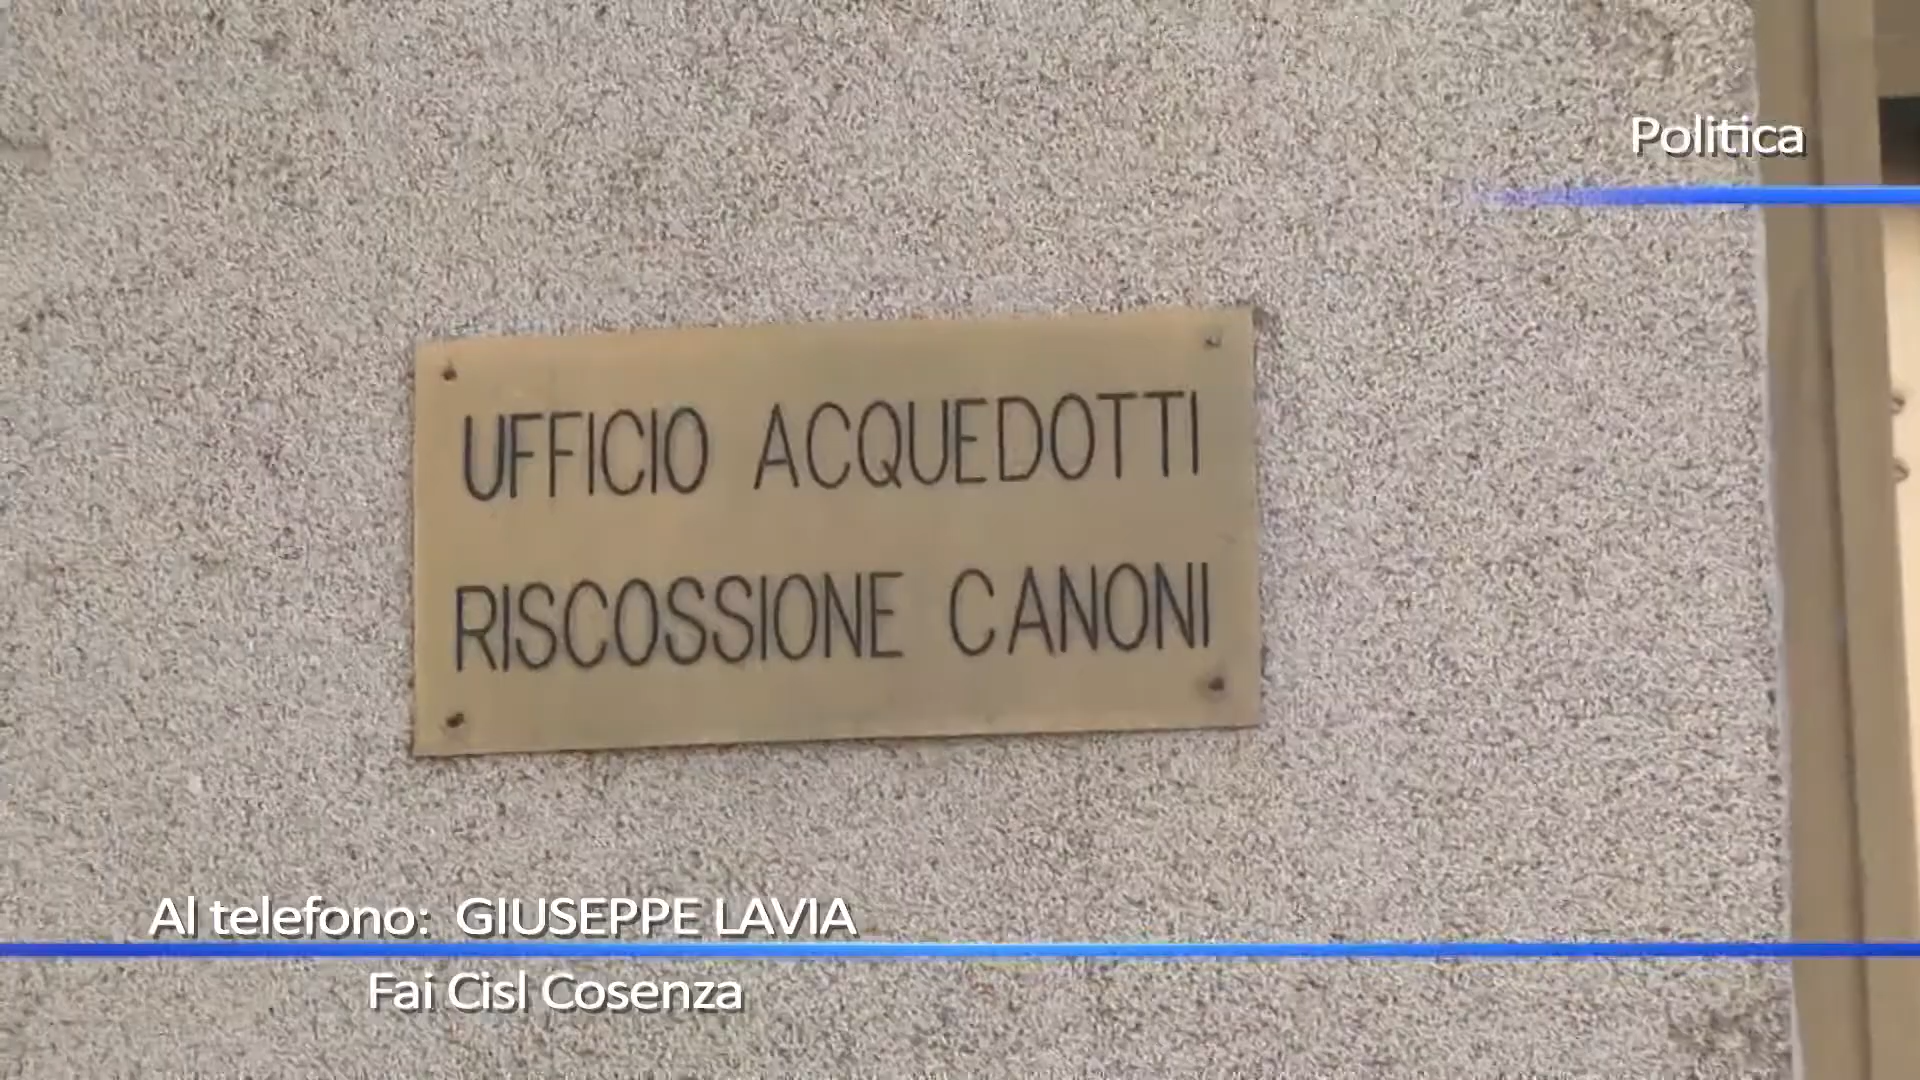 Politica
UFFICIO ACQUEDOTTI
RISCOSSIONE CANONI
Al telefono: GIUSEPPE LAVIA
Fai Cisl Cosenza